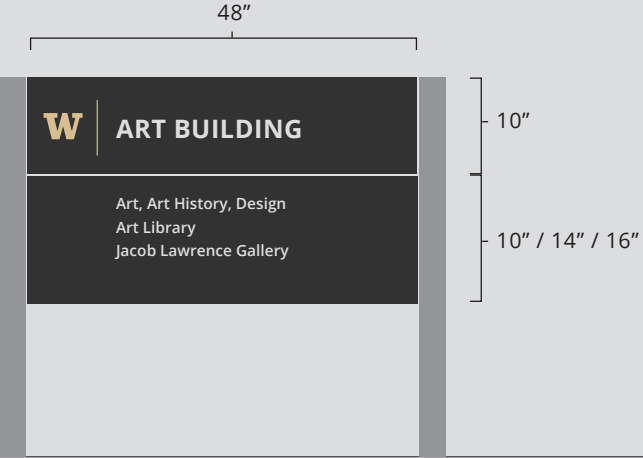 48”
W
ART BUILDING
10”
Art, Art History, Design
Art Library
Jacob Lawrence Gallery
10” / 14” / 16”